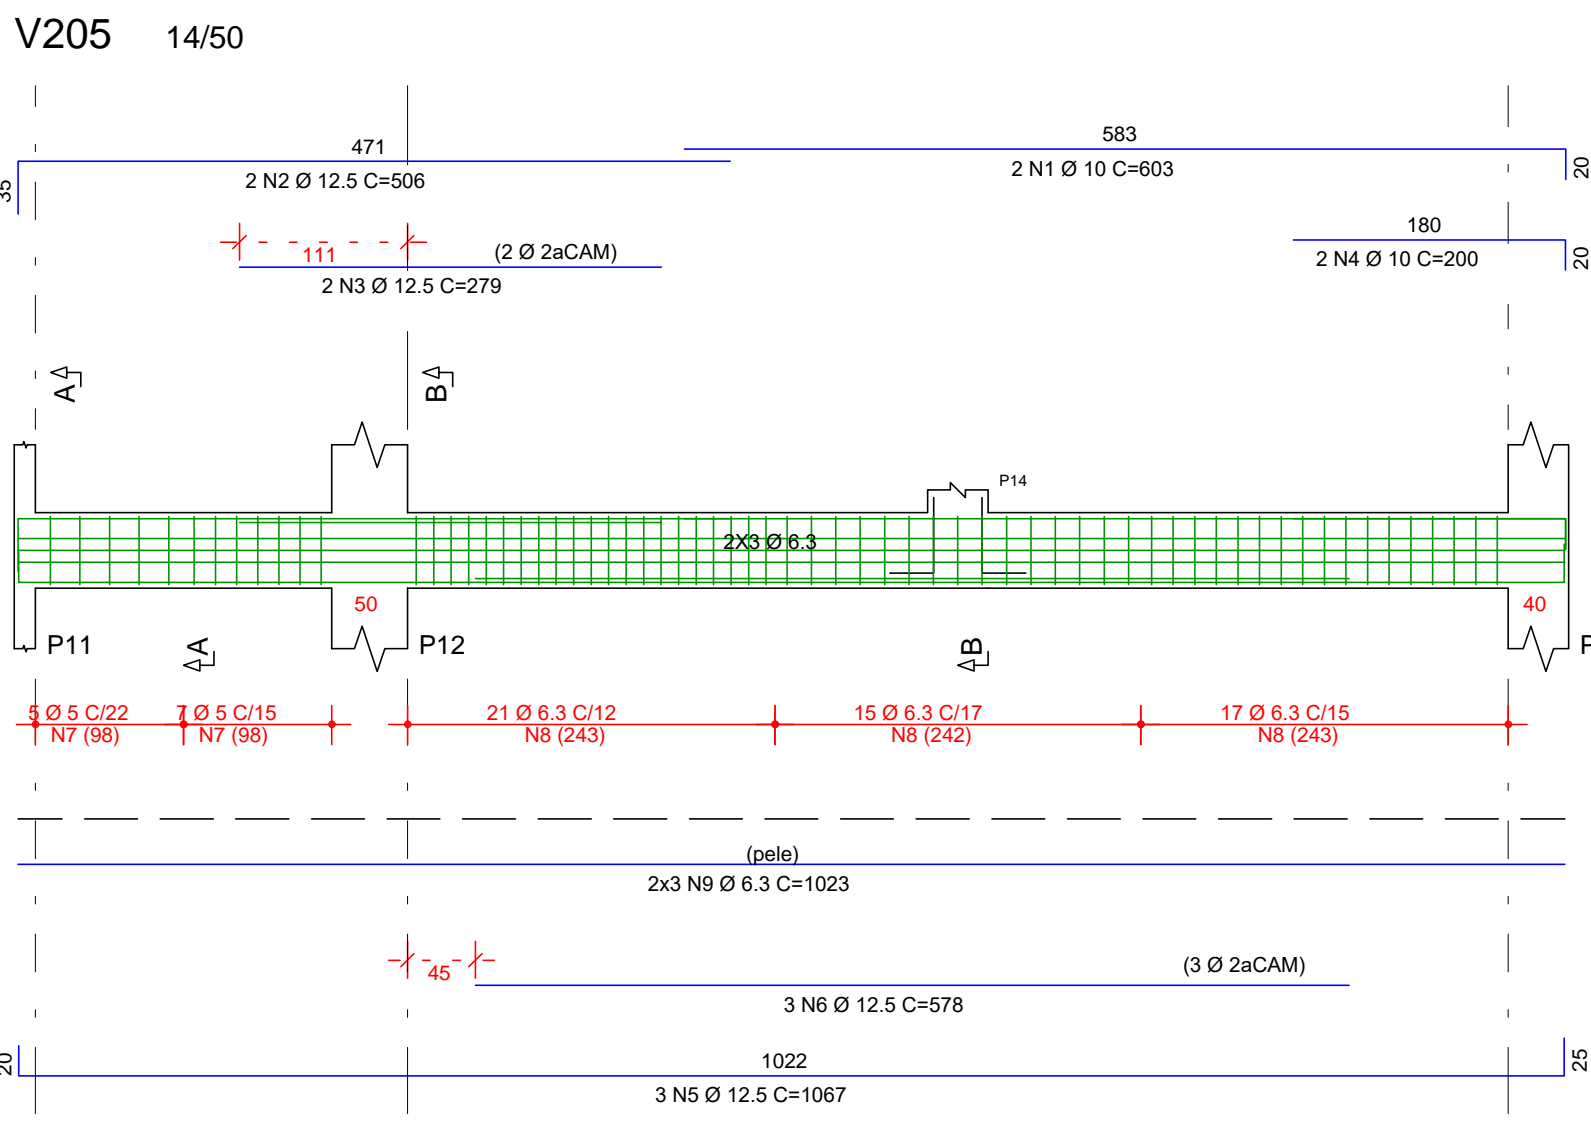 V205 14/50
471
583
35
2 N2 Ø 12.5 C=506
2 N1 Ø 10 C=603
20
111
(2 Ø 2aCAM)
180
2 N3 Ø 12.5 C=279
2 N4 Ø 10 C=200
20
A
B
P14
2X3 Ø 6.3
50
40
P11
A
P12
B
P
5 Ø 5 C/22
7 Ø 5 C/15
21 Ø 6.3 C/12
15 Ø 6.3 C/17
17 Ø 6.3 C/15
N7 (98)
N7 (98)
N8 (243)
N8 (242)
N8 (243)
(pele)
2x3 N9 Ø 6.3 C=1023
45
(3 Ø 2aCAM)
3 N6 Ø 12.5 C=578
20
1022
25
3 N5 Ø 12.5 C=1067